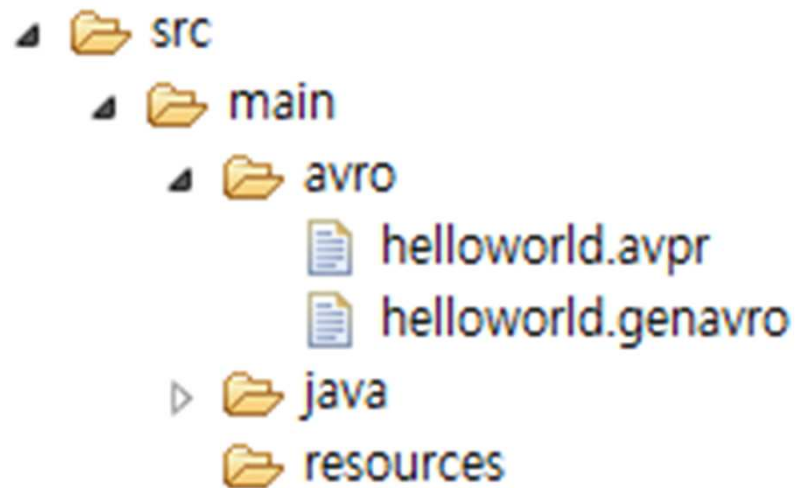 src
main
avro
helloworld.avpr
helloworld.genavro
java
resources